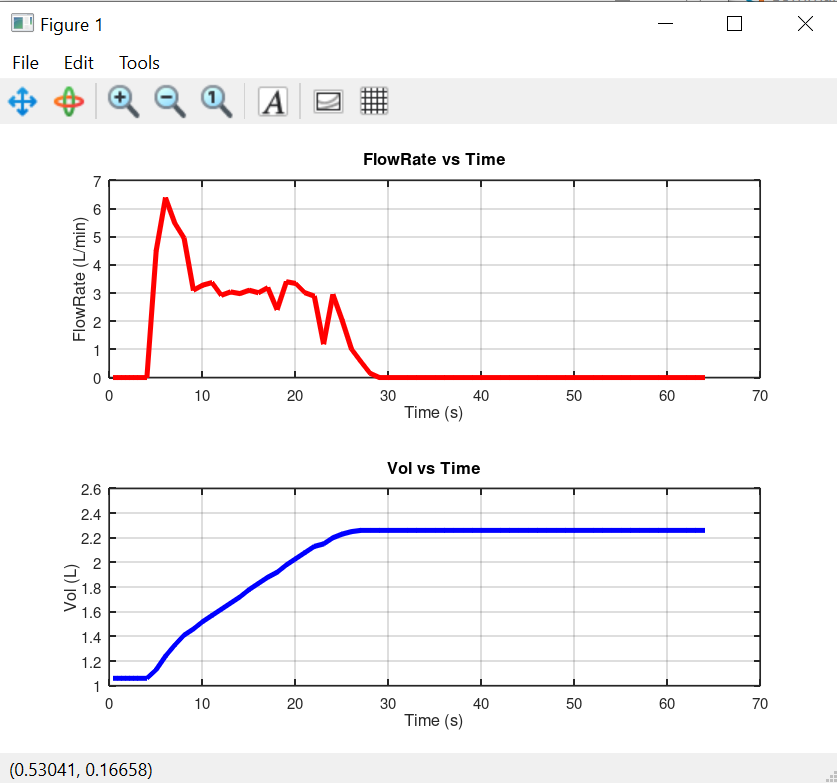 Figure 1
File Edit Tools
1 A
FlowRate vs Time
7
6
5
4
3
2
1
0
FlowRate (L/min)
0 10 20 30 40 50 60 70
Time (s)
Vol vs Time
2.6
2.4
2.2
2
1.8
1.6
1.4
1.2
1
Vol (L)
0 10 20 30 40 50 60 70
Time (s)
(0.53041, 0.16658)